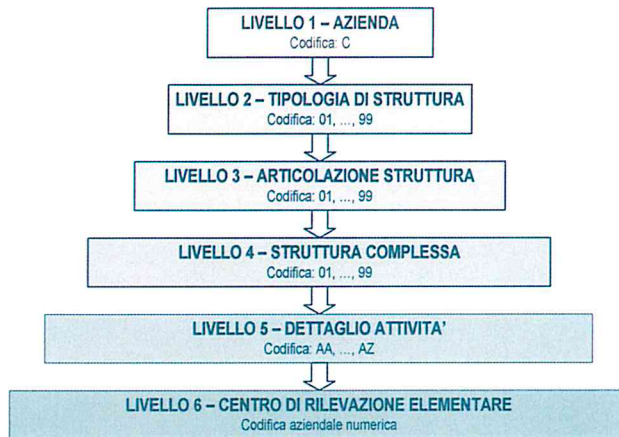 LIVELLO 1 – AZIENDA
Codifica: C
LIVELLO 2 – TIPOLOGIA DI STRUTTURA
Codifica: 01, ..., 99
LIVELLO 3 – ARTICOLAZIONE STRUTTURA
Codifica: 01, ..., 99
LIVELLO 4 – STRUTTURA COMPLESSA
Codifica: 01, ..., 99
LIVELLO 5 – DETTAGLIO ATTIVITA'
Codifica: AA, ..., AZ
LIVELLO 6 – CENTRO DI RILEVAZIONE ELEMENTARE
Codifica aziendale numerica